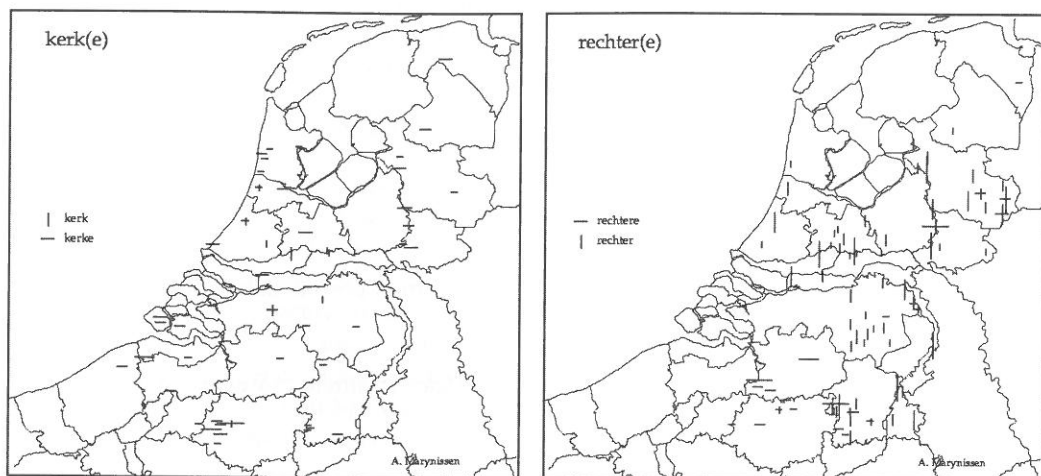 kerk(e)
kerk
kerke
A. Marynissen
rechter(e)
rechtere
rechter
A. Marynissen